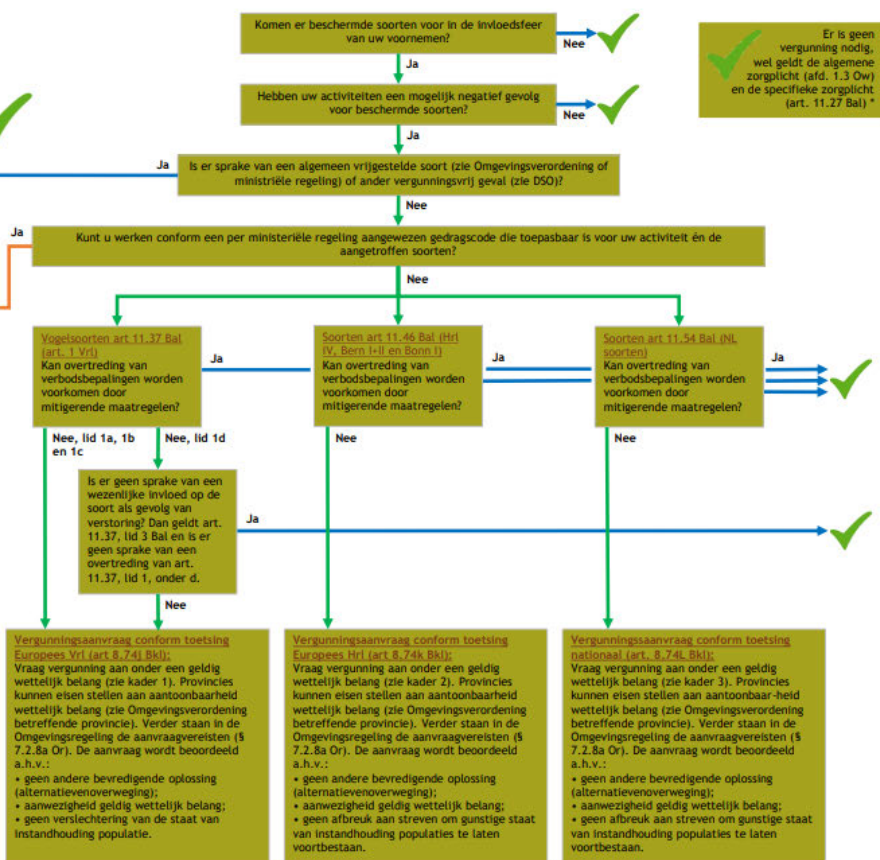 Komen er beschermde soorten voor in de invloedsfeer
van uw voornemen?
Nee
Er is geen
vergunning nodig,
wel geldt de algemene
zorgplicht (afd. 1.3 Ow)
en de specifieke zorgplicht
(art. 11.27 Bal) *
Ja
Hebben uw activiteiten een mogelijk negatief gevolg
voor beschermde soorten?
Nee
Ja
Ja
Is er sprake van een algemeen vrijgestelde soort (zie Omgevingsverordening of
ministriële regeling) of ander vergunningsvrij geval (zie DSO)?
Nee
Ja
Kunt u werken conform een per ministeriële regeling aangewezen gedragscode die toepasbaar is voor uw activiteit én de
aangetroffen soorten?
Nee
Vogelsoorten art 11.37 Bal
(art. 1 Vrl)
Kan overtreding van
verbodsbepalingen worden
voorkomen door
mitigerende maatregelen?
Ja
Soorten art 11.46 Bal (Hrl
IV, Bern I+II en Bonn I)
Kan overtreding van
verbodsbepalingen worden
voorkomen door
mitigerende maatregelen?
Ja
Soorten art 11.54 Bal (NL
soorten)
Kan overtreding van
verbodsbepalingen worden
voorkomen door
mitigerende maatregelen?
Ja
Nee, lid 1a, 1b
en 1c
Nee, lid 1d
Nee
Nee
Is er geen sprake van een
wezenlijke invloed op de
soort als gevolg van
verstoring? Dan geldt art.
11.37, lid 3 Bal en is er
geen sprake van een
overtreding van art.
11.37, lid 1, onder d.
Ja
Nee
Vergunningsaanvraag conform toetsing
Europees Vrl (art 8.74j Bkl):
Vraag vergunning aan onder een geldig
wettelijk belang (zie kader 1). Provincies
kunnen eisen stellen aan aantoonbaarheid
wettelijk belang (zie Omgevingsverordening
betreffende provincie). Verder staan in de
Omgevingsregeling de aanvraagvereisten (§
7.2.8a Or). De aanvraag wordt beoordeeld
a.h.v.:
• geen andere bevredigende oplossing
(alternatievenoverweging);
• aanwezigheid geldig wettelijk belang;
• geen verslechtering van de staat van
instandhouding populatie.
Vergunningsaanvraag conform toetsing
Europees Hrl (art 8.74k Bkl):
Vraag vergunning aan onder een geldig
wettelijk belang (zie kader 2). Provincies
kunnen eisen stellen aan aantoonbaarheid
wettelijk belang (zie Omgevingsverordening
betreffende provincie). Verder staan in de
Omgevingsregeling de aanvraagvereisten (§
7.2.8a Or). De aanvraag wordt beoordeeld
a.h.v.:
• geen andere bevredigende oplossing
(alternatievenoverweging);
• aanwezigheid geldig wettelijk belang;
• geen afbreuk aan streven om gunstige staat
van instandhouding populaties te laten
voortbestaan.
Vergunningssaanvraag conform toetsing
nationaal (art. 8.74L Bkl):
Vraag vergunning aan onder een geldig
wettelijk belang (zie kader 3). Provincies
kunnen eisen stellen aan aantoonbaar-heid
wettelijk belang (zie Omgevingsverordening
betreffende provincie). Verder staan in de
Omgevingsregeling de aanvraagvereisten (§
7.2.8a Or). De aanvraag wordt beoordeeld
a.h.v.:
• geen andere bevredigende oplossing
(alternatievenoverweging);
• aanwezigheid geldig wettelijk belang;
• geen afbreuk aan streven om gunstige staat
van instandhouding populaties te laten
voortbestaan.